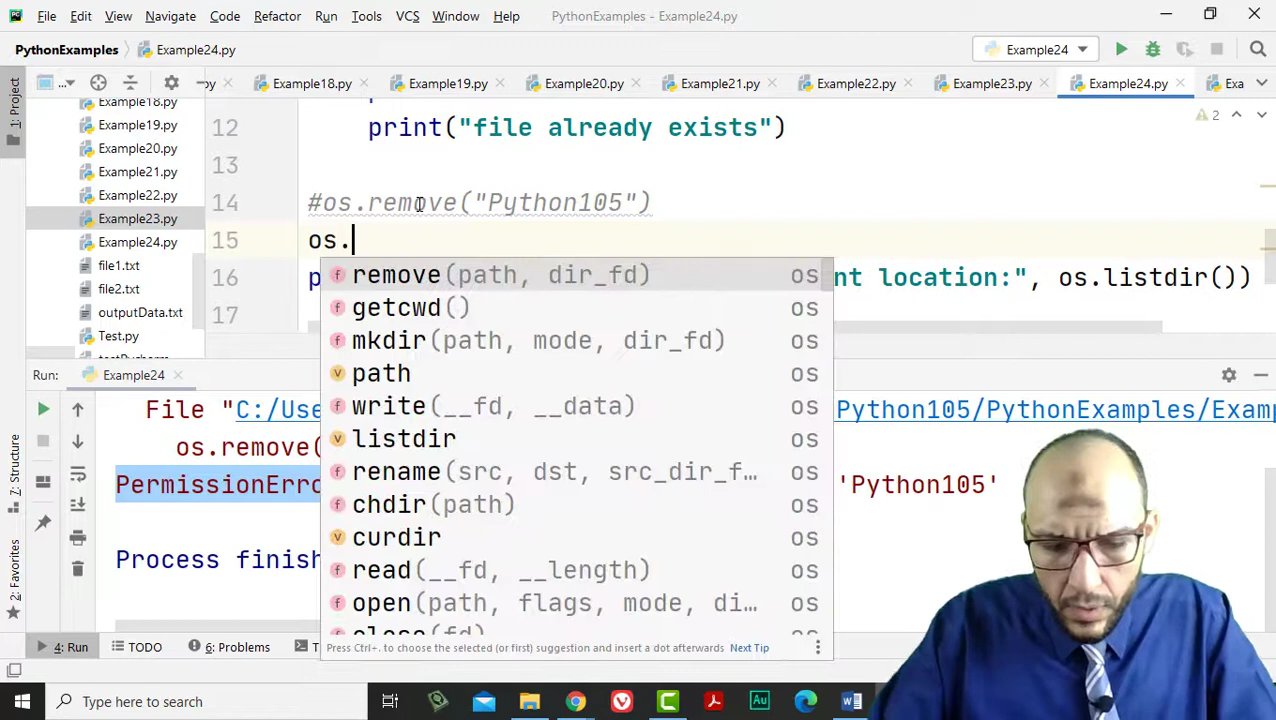 File Edit View Navigate Code Refactor Run Tools VCS Window Help PythonExamples - Example24.py
PythonExamples Example24.py Example24
1: Project ... .py Example18.py Example19.py Example20.py Example21.py Example22.py Example23.py Example24.py Exa
Example18.py
Example19.py
Example20.py
Example21.py
Example22.py
Example23.py
Example24.py
file1.txt
file2.txt
outputData.txt
Test.py
2
12 print("file already exists")
13
14 #os.remove("Python105")
15 os.
16 p nt location:", os.listdir())
17
remove(path, dir_fd) os
getcwd() os
mkdir(path, mode, dir_fd) os
path os
write(__fd, __data) os
listdir os
rename(src, dst, src_dir_f… os
chdir(path) os
curdir os
read(__fd, __length) os
open(path, flags, mode, di… os
close(fd)
Press Ctrl+. to choose the selected (or first) suggestion and insert a dot afterwards Next Tip
Run: Example24
File "C:/Use Python105/PythonExamples/Examp
os.remove(
PermissionErro 'Python105'
Process finish
7: Structure
2: Favorites
4: Run TODO 6: Problems T
Type here to search